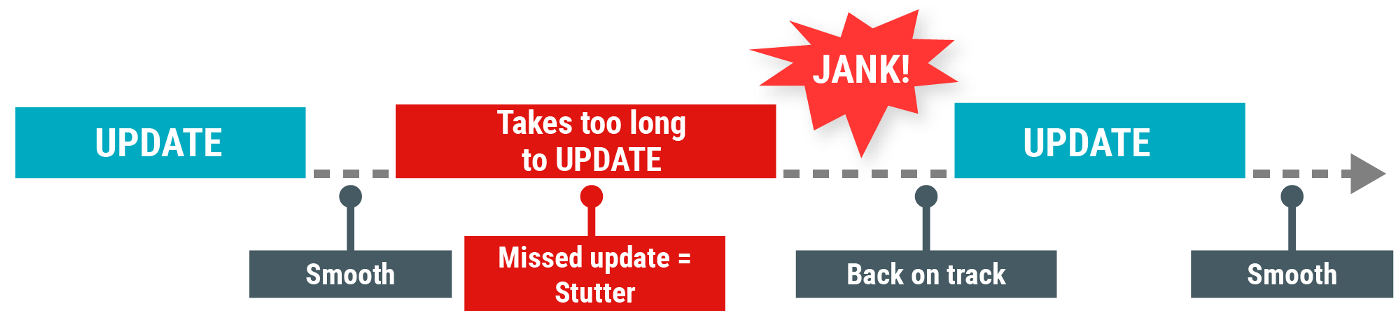 JANK!
UPDATE
Takes too long
to UPDATE
UPDATE
Smooth
Missed update =
Stutter
Back on track
Smooth